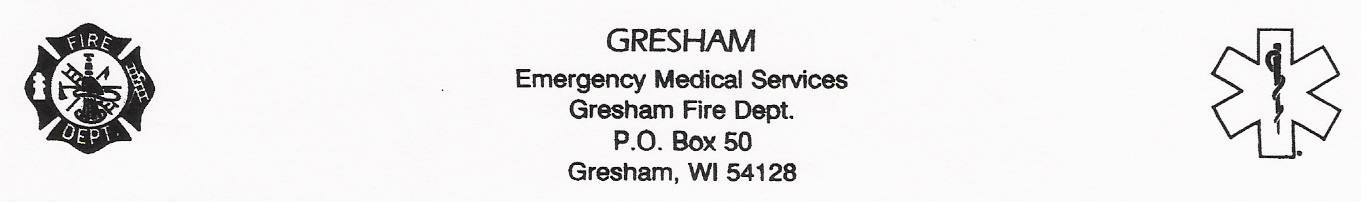 FIRE
DEPT.
GRESHAM
Emergency Medical Services
Gresham Fire Dept.
P.O. Box 50
Gresham, WI 54128